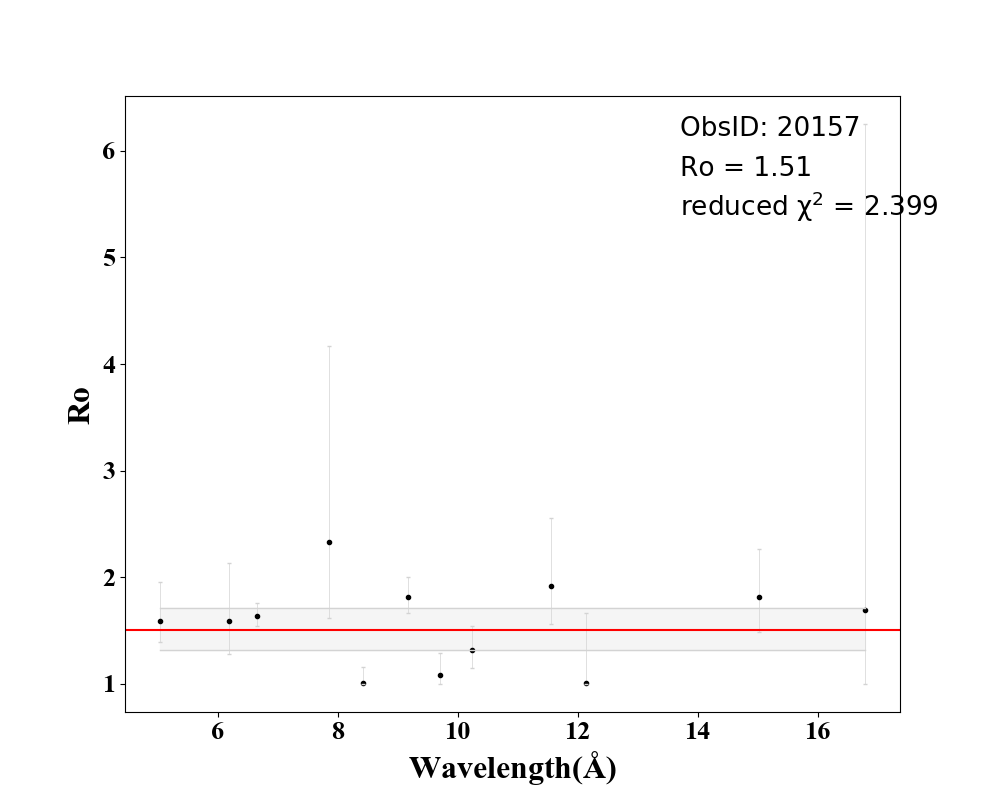 ObsID: 20157
Ro = 1.51
reduced χ² = 2.399
6
5
4
3
2
1
Ro
6 8 10 12 14 16
Wavelength(Å)